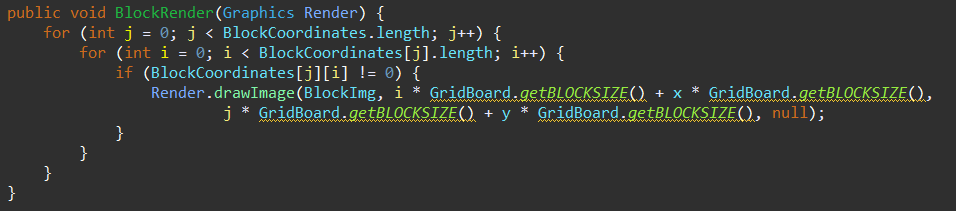 public void BlockRender(Graphics Render) {
for (int j = 0; j < BlockCoordinates.length; j++) {
for (int i = 0; i < BlockCoordinates[j].length; i++) {
if (BlockCoordinates[j][i] != 0) {
Render.drawImage(BlockImg, i * GridBoard.getBLOCKSIZE() + x * GridBoard.getBLOCKSIZE(),
j * GridBoard.getBLOCKSIZE() + y * GridBoard.getBLOCKSIZE(), null);
}
}
}
}